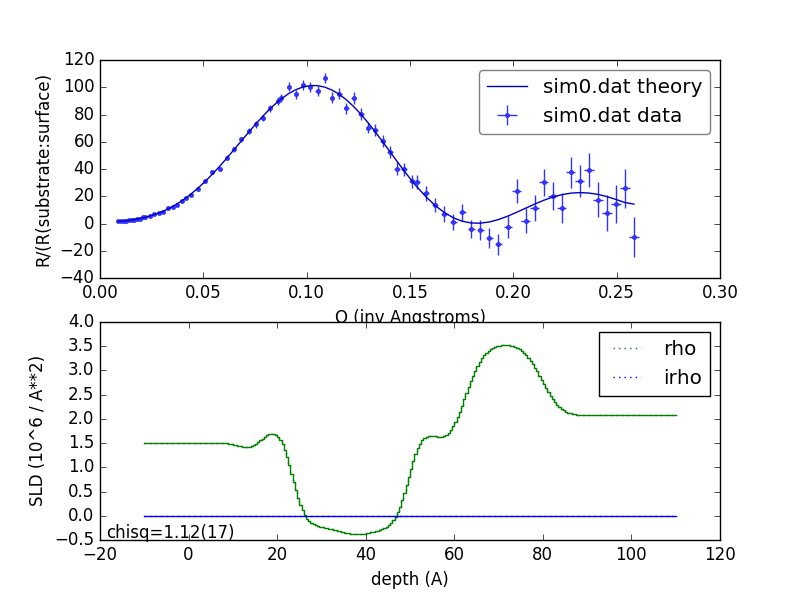 120
100
80
60
40
20
0
−20
−40
R/(R(substrate:surface)
sim0.dat theory
sim0.dat data
0.00 0.05 0.10 0.15 0.20 0.25 0.30
Q (inv Angstroms)
4.0
3.5
3.0
2.5
2.0
1.5
1.0
0.5
0.0
−0.5
SLD (10^6 / A**2)
rho
irho
chisq=1.12(17)
−20 0 20 40 60 80 100 120
depth (A)